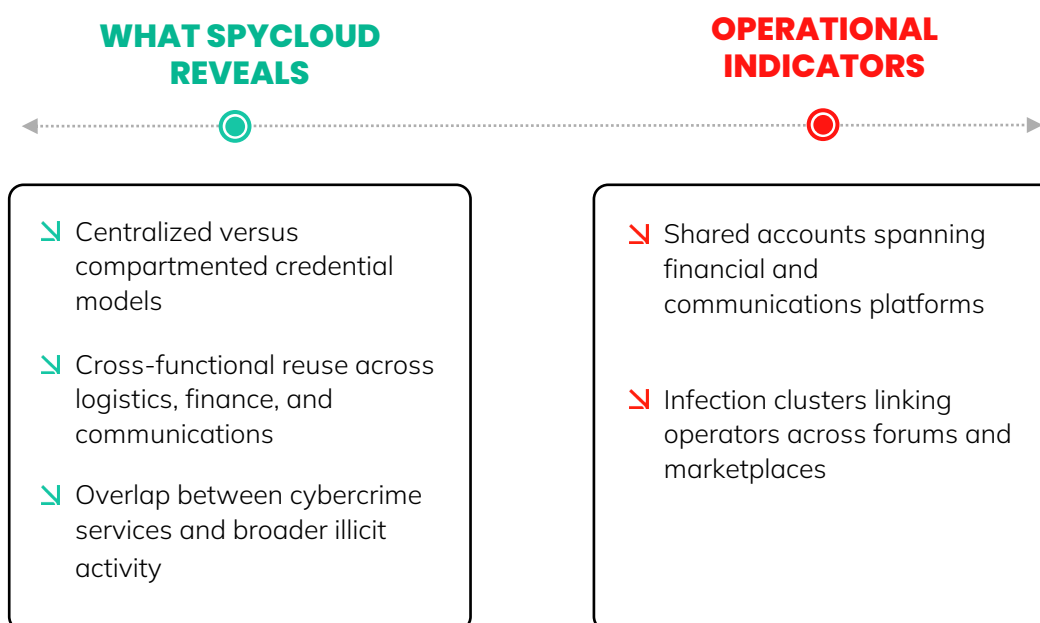 WHAT SPYCLOUD
REVEALS
Centralized versus
compartmented credential
models
Cross-functional reuse across
logistics, finance, and
communications
Overlap between cybercrime
services and broader illicit
activity
OPERATIONAL
INDICATORS
Shared accounts spanning
financial and
communications platforms
Infection clusters linking
operators across forums and
marketplaces